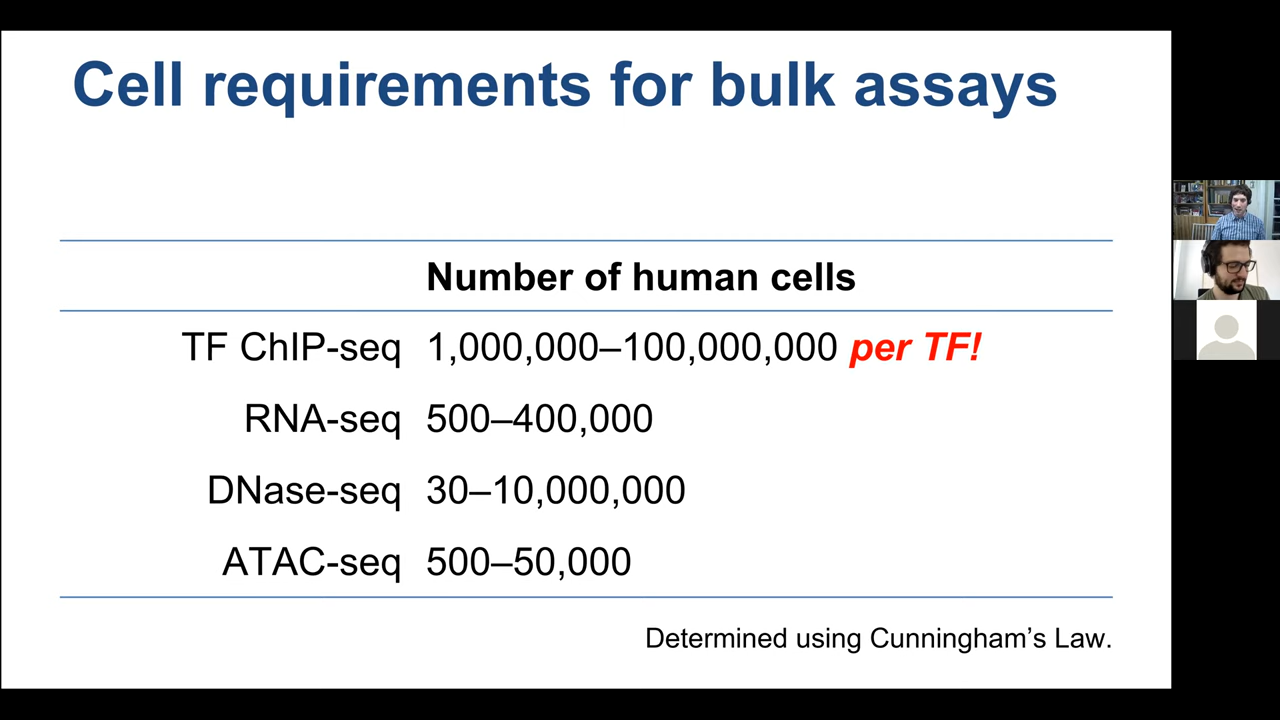 Cell requirements for bulk assays
Number of human cells
TF ChIP-seq 1,000,000–100,000,000 per TF!
RNA-seq 500–400,000
DNase-seq 30–10,000,000
ATAC-seq 500–50,000
Determined using Cunningham’s Law.